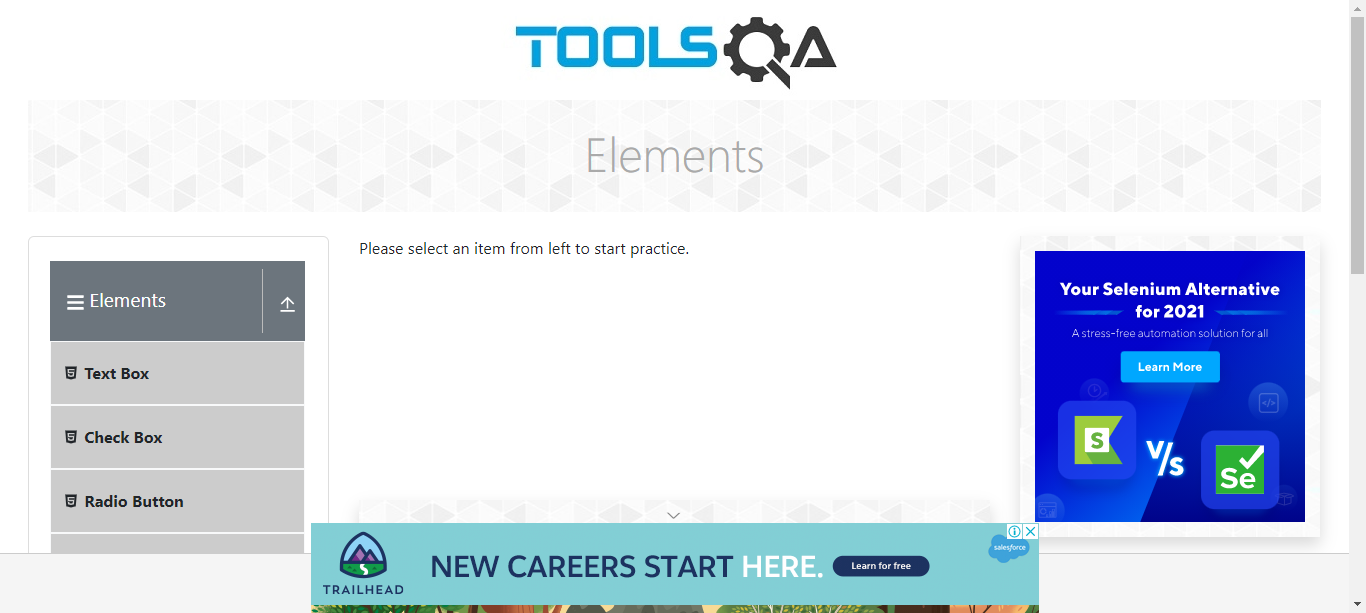 TOOLSQA
Elements
Elements
Text Box
Check Box
Radio Button
Please select an item from left to start practice.
Your Selenium Alternative
for 2021
A stress-free automation solution for all
Learn More
S
V/s
Se
TRAILHEAD
NEW CAREERS START HERE.
Learn for free
salesforce